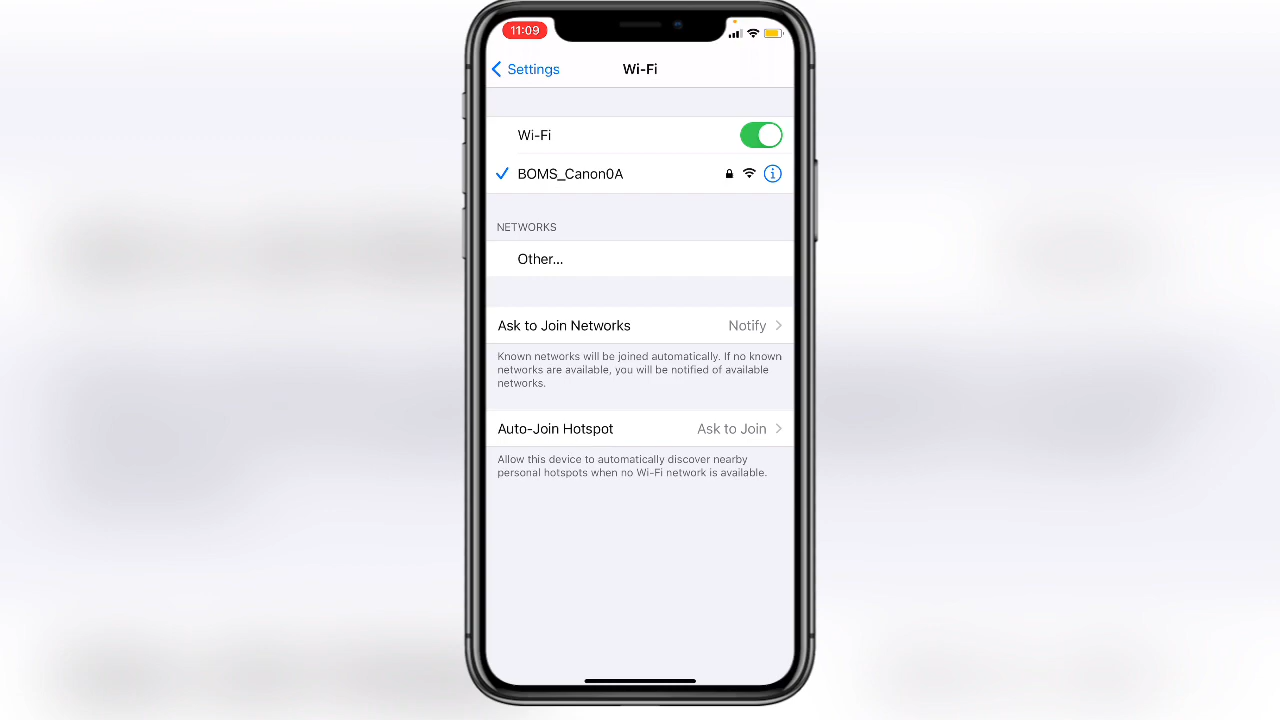 11:09
Settings
Wi-Fi
Wi-Fi
BOMS_Canon0A
NETWORKS
Other...
Ask to Join Networks Notify
Known networks will be joined automatically. If no known
networks are available, you will be notified of available
networks.
Auto-Join Hotspot Ask to Join
Allow this device to automatically discover nearby
personal hotspots when no Wi-Fi network is available.